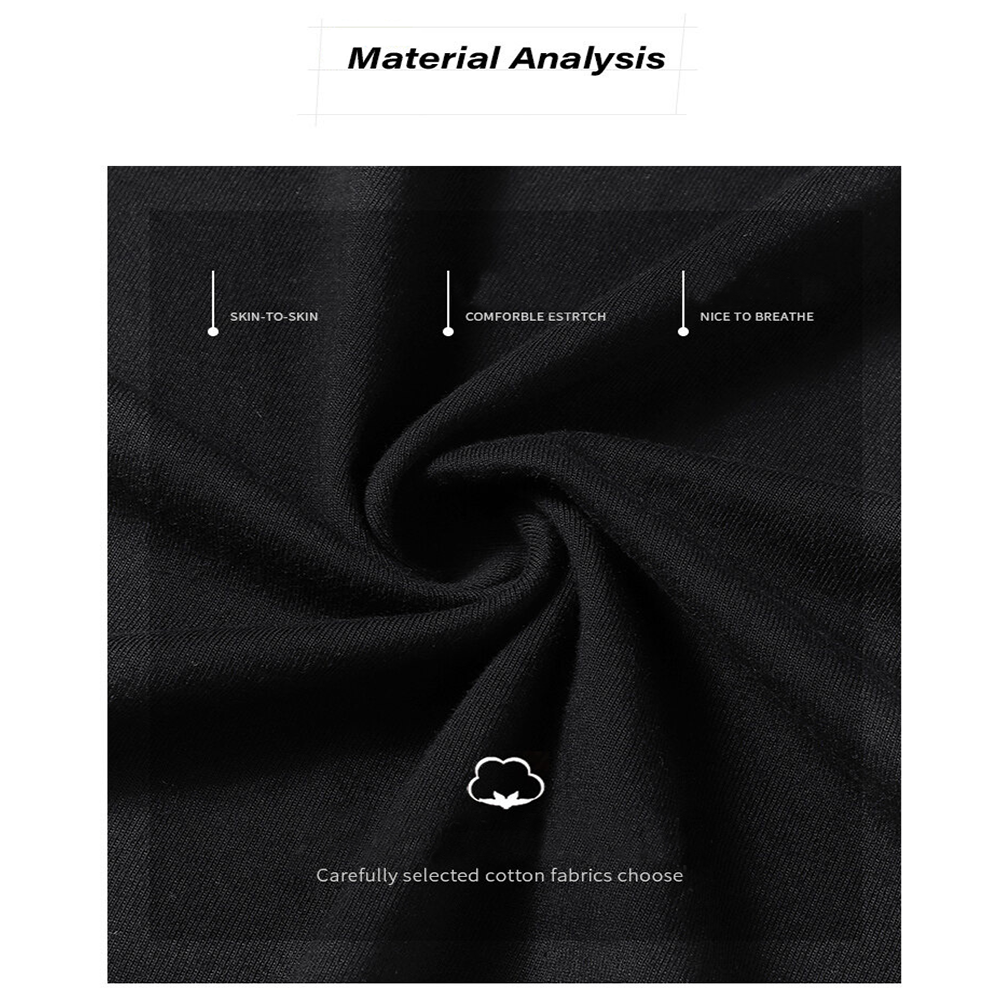 Material Analysis
SKIN-TO-SKIN
COMFORBLE ESTRTCH
NICE TO BREATHE
Carefully selected cotton fabrics choose